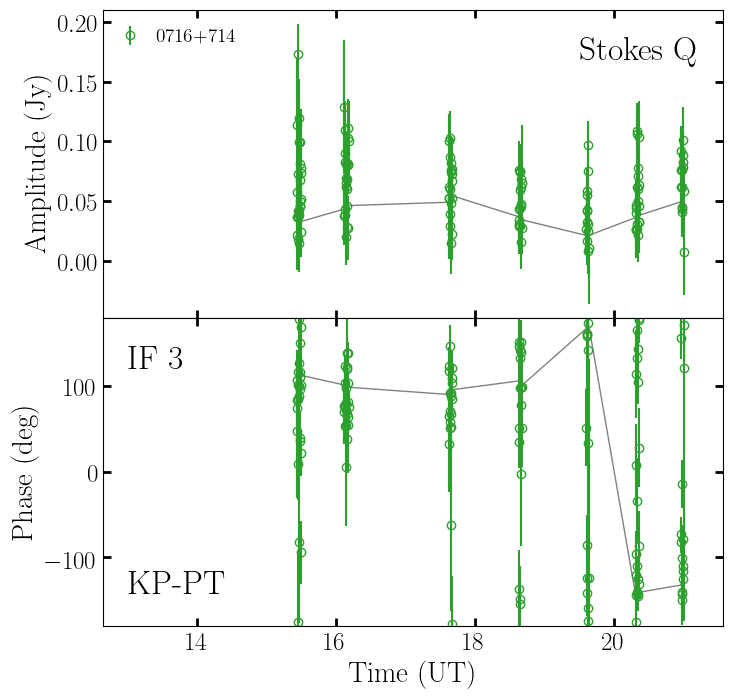 0716+714
Stokes Q
0.20
0.15
0.10
0.05
0.00
Amplitude (Jy)
IF 3
100
0
−100
Phase (deg)
KP-PT
14 16 18 20
Time (UT)